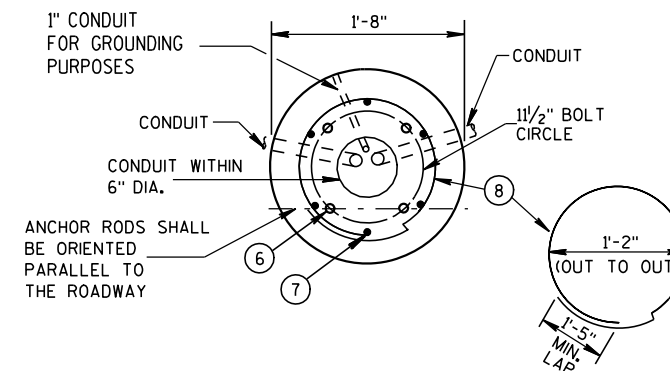 1" CONDUIT
FOR GROUNDING
PURPOSES
1'-8"
CONDUIT
CONDUIT
11½" BOLT
CIRCLE
CONDUIT WITHIN
6" DIA.
8
ANCHOR RODS SHALL
BE ORIENTED
PARALLEL TO
THE ROADWAY
6
7
1'-2"
(OUT TO OUT
1'-5"
MIN.
LAP